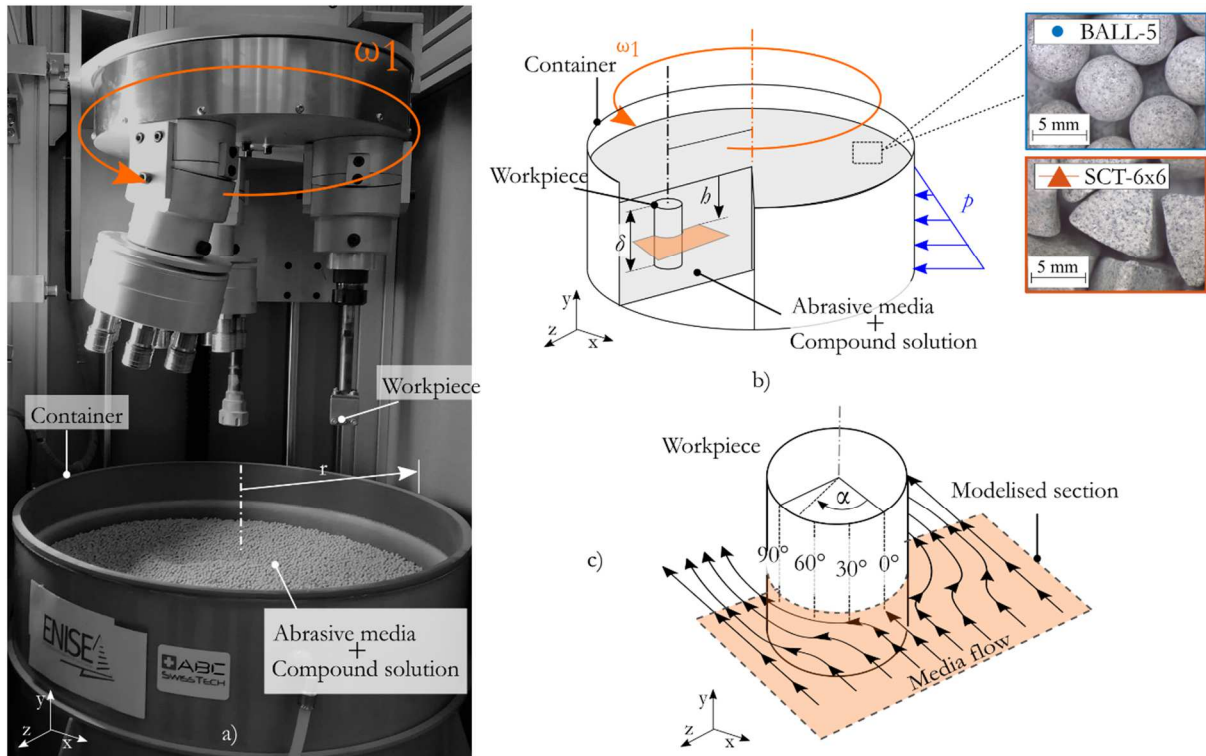 ω1
Workpiece
Container
r
ENISE
ABC
SWISSTECH
Abrasive media
+
Compound solution
y
z
x
a)
ω1
Container
Workpiece
h
δ
p
Abrasive media
+
Compound solution
y
z
x
b)
BALL-5
5 mm
SCT-6x6
5 mm
Workpiece
Modelised section
α
90°
60°
30°
0°
c)
Media flow
y
z
x